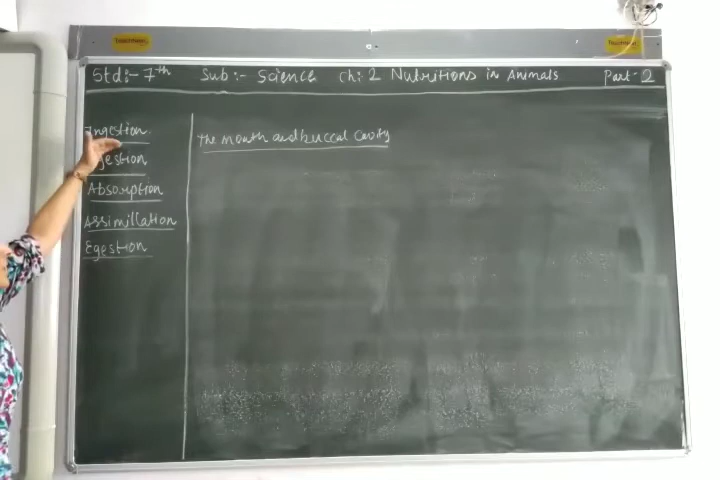 Std:- 7th Sub:- Science Ch: 2 Nutritions in Animals Part-2
Ingestion
The mouth and buccal cavity
gestion
Absorption
Assimillation
Egestion